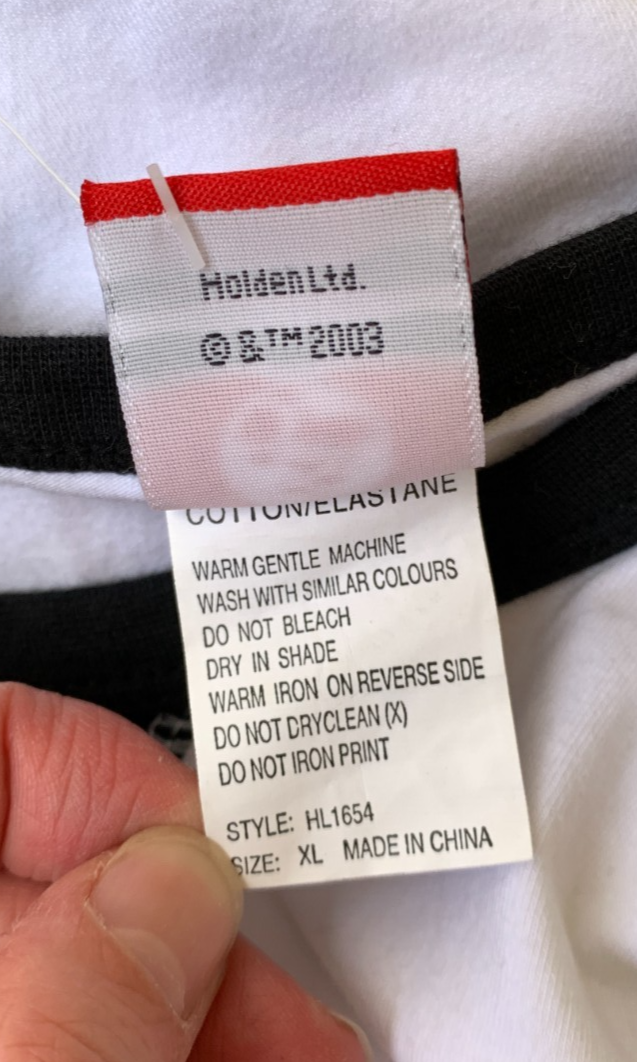 Holden Ltd.
© & ™ 2003
COTTON/ELASTANE
WARM GENTLE MACHINE
WASH WITH SIMILAR COLOURS
DO NOT BLEACH
DRY IN SHADE
WARM IRON ON REVERSE SIDE
DO NOT DRYCLEAN (X)
DO NOT IRON PRINT
STYLE: HL1654
SIZE: XL MADE IN CHINA